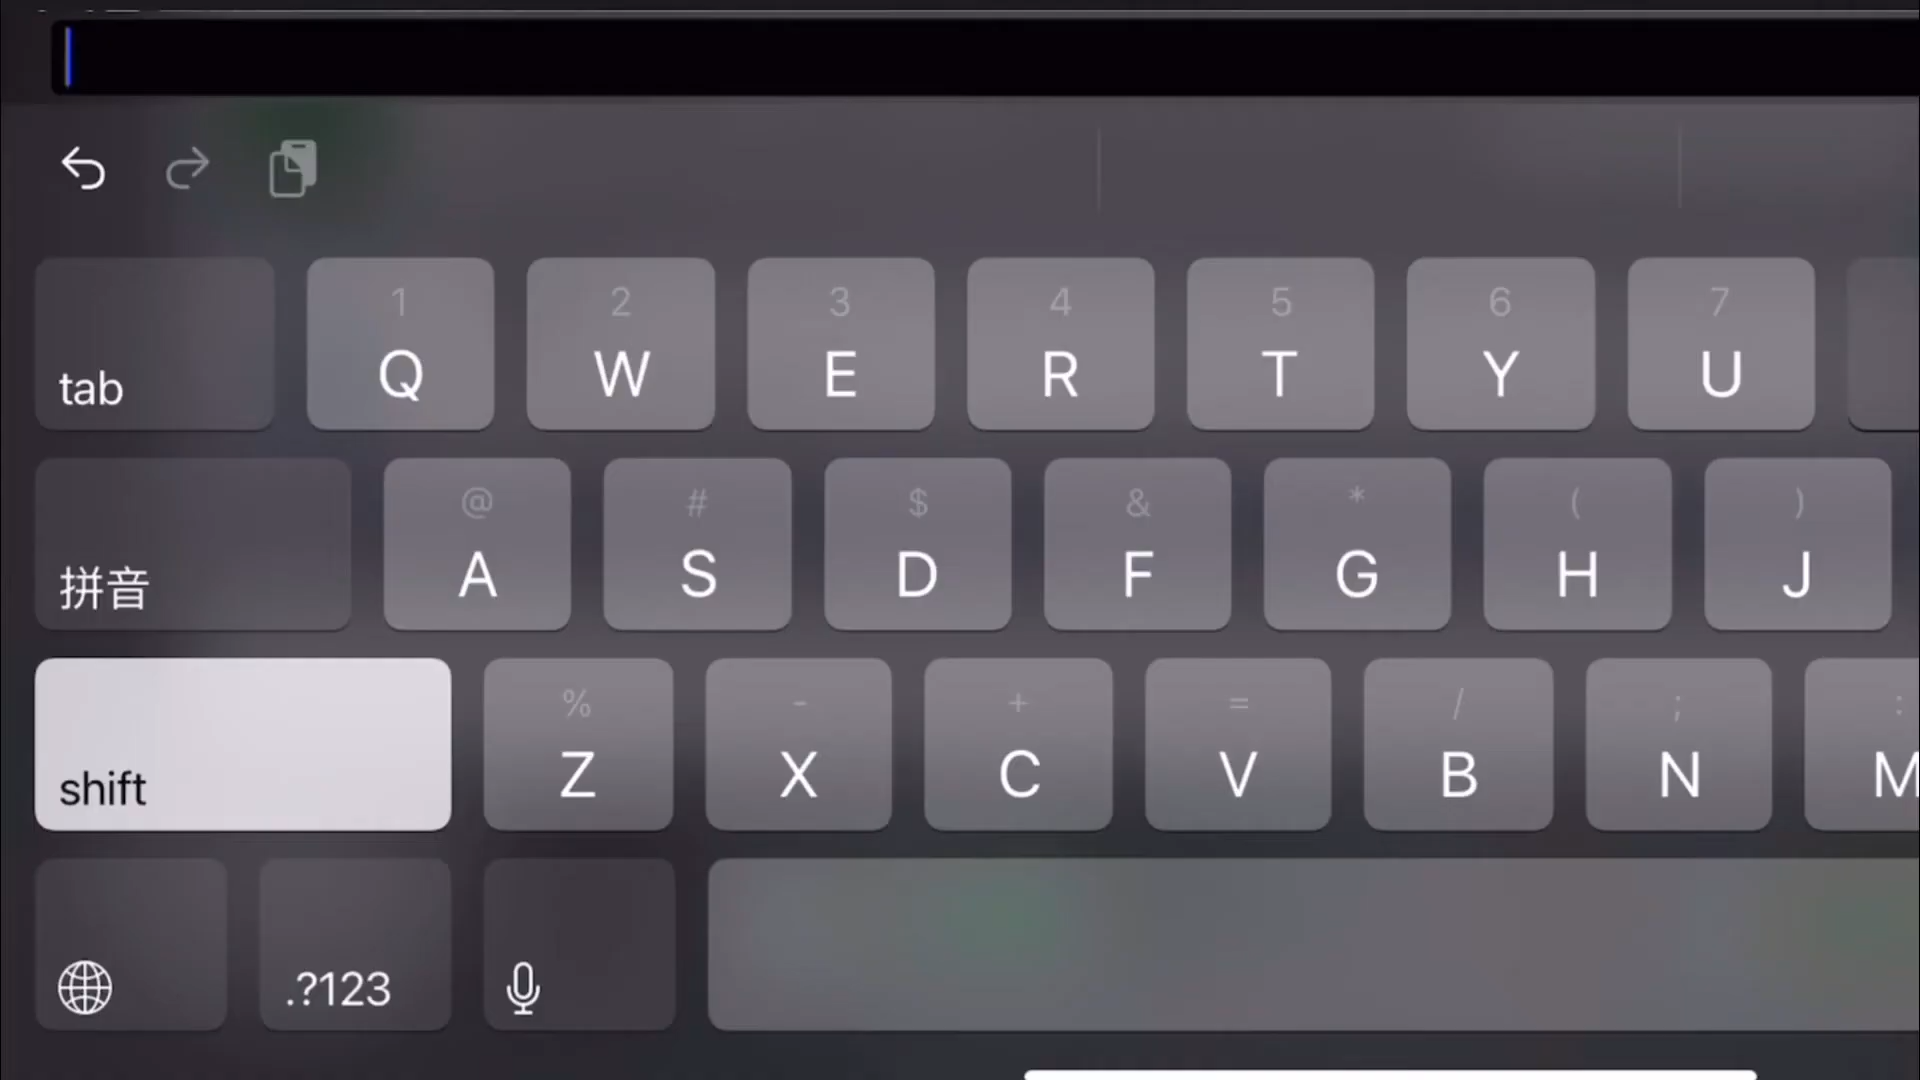 1 2 3 4 5 6 7
tab Q W E R T Y U
@ # $ & * ( )
拼音 A S D F G H J
% - + = / ; :
shift Z X C V B N M
.?123